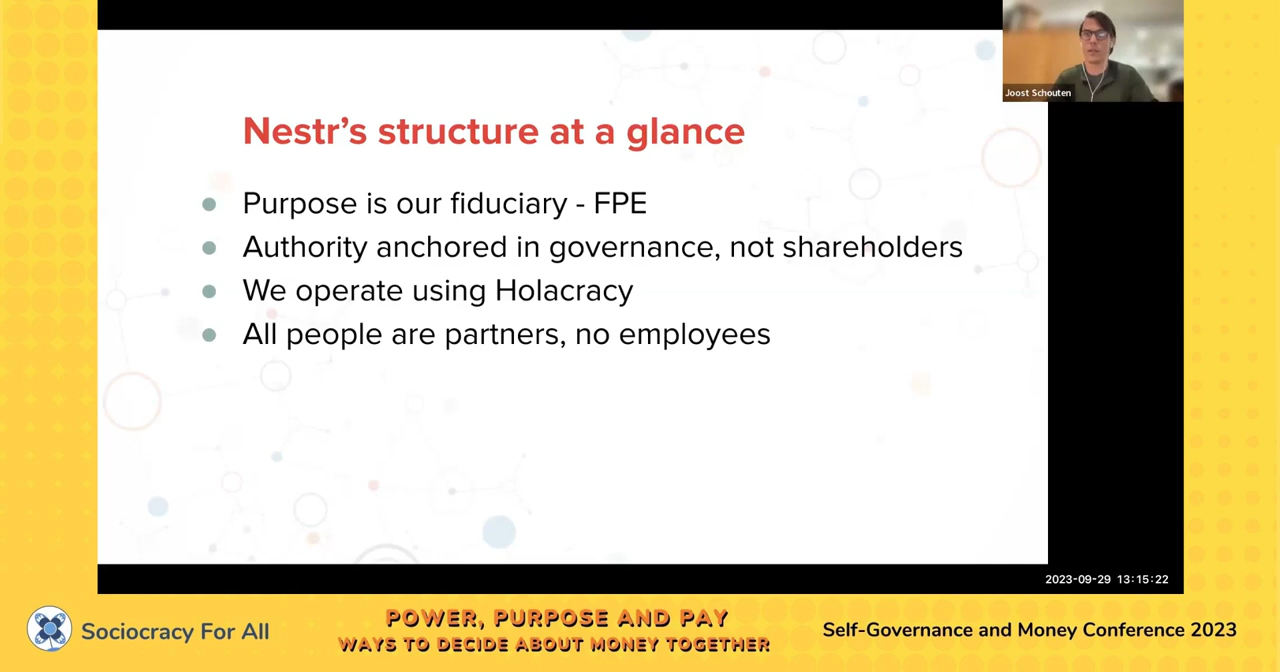 Joost Schouten
Nestr's structure at a glance
Purpose is our fiduciary - FPE
Authority anchored in governance, not shareholders
We operate using Holacracy
All people are partners, no employees
2023-09-29 13:15:22
Sociocracy For All
POWER, PURPOSE AND PAY
WAYS TO DECIDE ABOUT MONEY TOGETHER
Self-Governance and Money Conference 2023